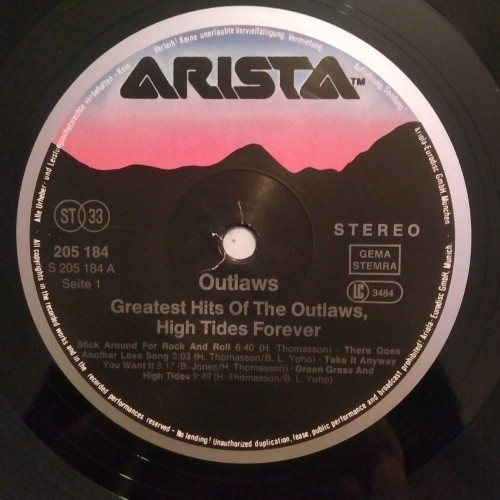 Alle Urheber- und Leistungsschutzrechte vorbehalten - Kein Verleih! Keine unerlaubte Vervielfältigung, Vermietung, Aufführung, Sendung!
ARISTA™
ST 33
STEREO
205 184
S 205 184 A
Seite 1
GEMA
STEMRA
LC 3484
Outlaws
Greatest Hits Of The Outlaws,
High Tides Forever
Stick Around For Rock And Roll 6:40 (H. Thomasson) · There Goes
Another Love Song 3:03 (H. Thomasson/B. L. Yoho) · Take It Anyway
You Want It 3:17 (B. Jones/H. Thomasson) · Green Grass And
High Tides 9:49 (H. Thomasson/B. L. Yoho)
Ariola-Eurodisc GmbH, München
All copyrights in the works and in the recorded performances reserved - No lending! Unauthorized duplication, lease, public performance and broadcast prohibited! Ariola-Eurodisc GmbH, Munich.